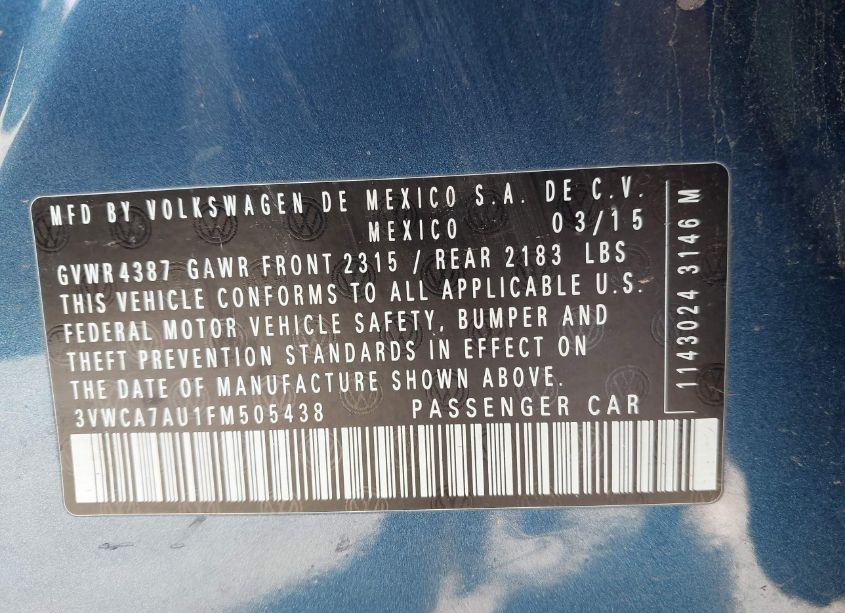 MFD BY VOLKSWAGEN DE MEXICO S.A. DE C.V.
MEXICO 03/15
GVWR4387 GAWR FRONT 2315 / REAR 2183 LBS
THIS VEHICLE CONFORMS TO ALL APPLICABLE U.S.
FEDERAL MOTOR VEHICLE SAFETY, BUMPER AND
THEFT PREVENTION STANDARDS IN EFFECT ON
THE DATE OF MANUFACTURE SHOWN ABOVE.
3VWCA7AU1FM505438 PASSENGER CAR
1143024 3146 M